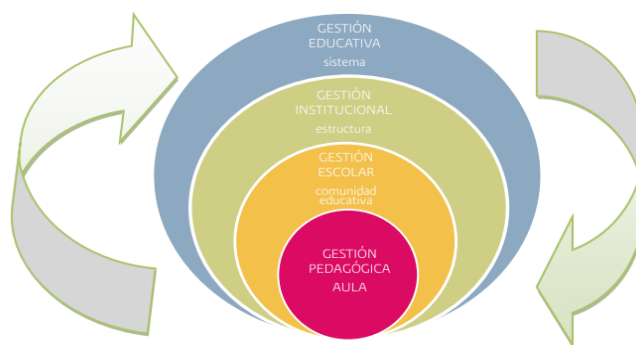 GESTIÓN
EDUCATIVA
sistema
GESTIÓN
INSTITUCIONAL
estructura
GESTIÓN
ESCOLAR
comunidad
educativa
GESTIÓN
PEDAGÓGICA
AULA